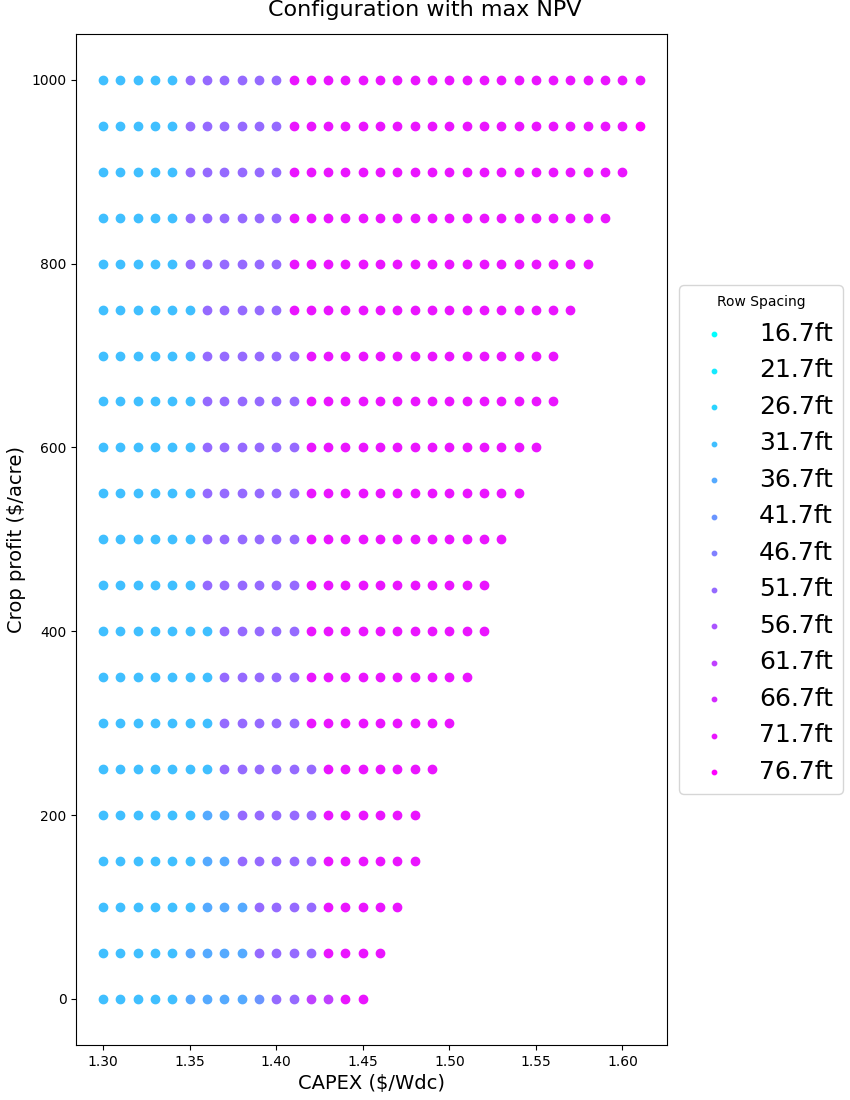 Configuration with max NPV
1000
800
600
400
200
0
Crop profit ($/acre)
1.30
1.35
1.40
1.45
1.50
1.55
1.60
CAPEX ($/Wdc)
Row Spacing
16.7ft
21.7ft
26.7ft
31.7ft
36.7ft
41.7ft
46.7ft
51.7ft
56.7ft
61.7ft
66.7ft
71.7ft
76.7ft